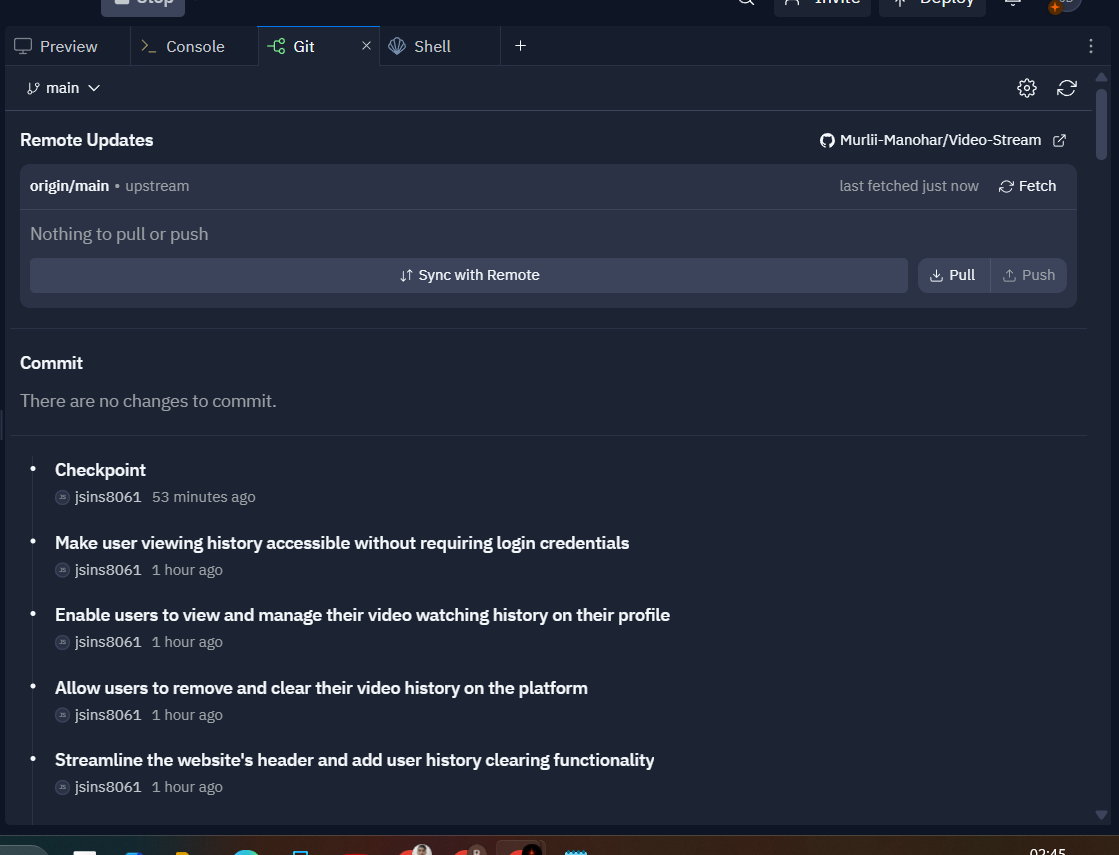 Stop
Invite
Deploy
Preview
Console
Git
Shell
main
Remote Updates
Murlii-Manohar/Video-Stream
origin/main • upstream
last fetched just now
Fetch
Nothing to pull or push
Sync with Remote
Pull
Push
Commit
There are no changes to commit.
Checkpoint
JS jsins8061 53 minutes ago
Make user viewing history accessible without requiring login credentials
JS jsins8061 1 hour ago
Enable users to view and manage their video watching history on their profile
JS jsins8061 1 hour ago
Allow users to remove and clear their video history on the platform
JS jsins8061 1 hour ago
Streamline the website's header and add user history clearing functionality
JS jsins8061 1 hour ago
02:45